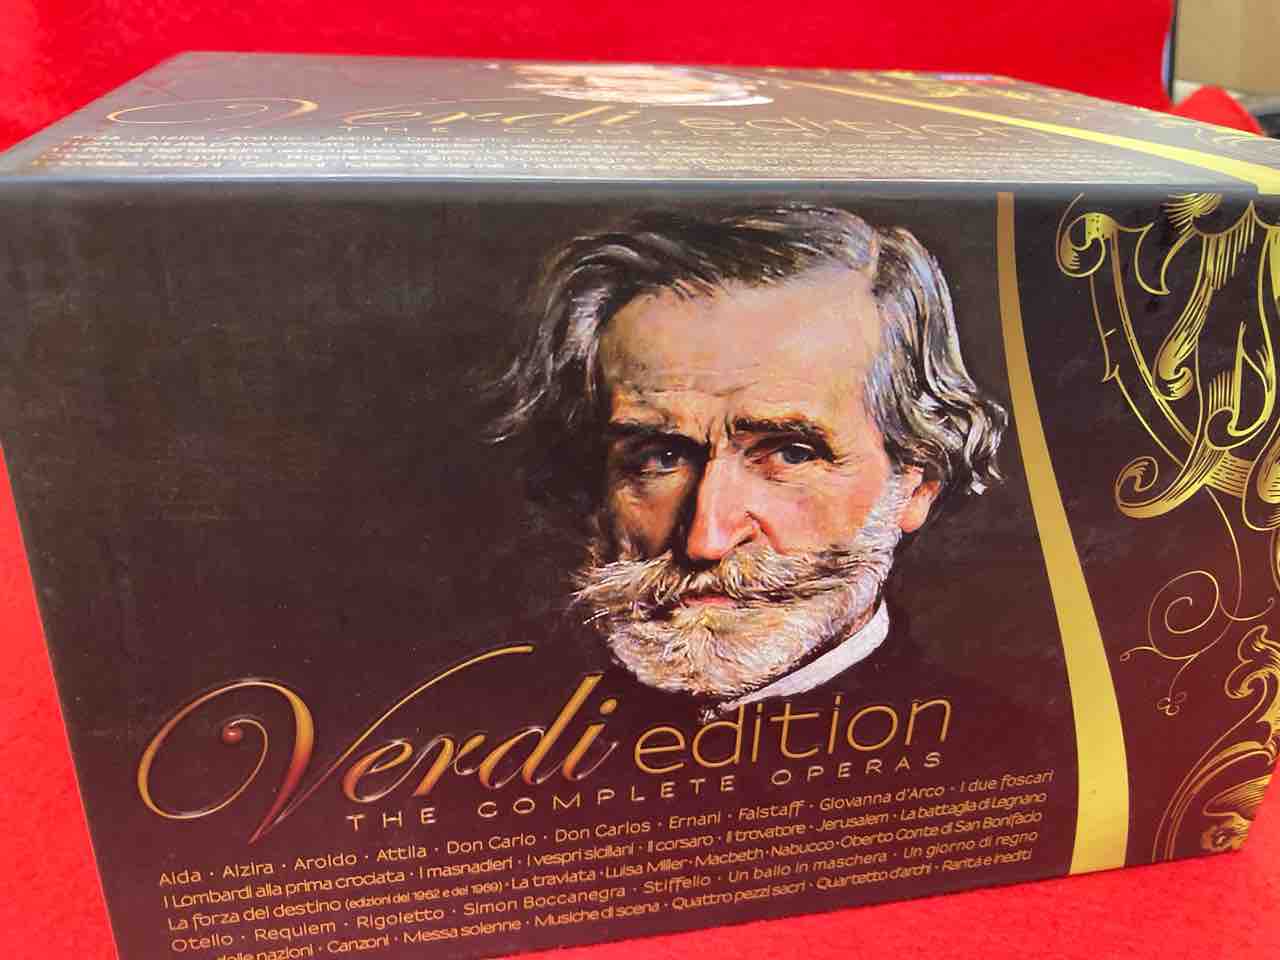 Verdi edition
Verdi edition
THE COMPLETE OPERAS
Aida · Alzira · Aroldo · Attila · Don Carlo · Don Carlos · Ernani · Falstaff · Giovanna d'Arco · I due foscari
I Lombardi alla prima crociata · I masnadieri · I vespri siciliani · Il corsaro · Il trovatore · Jerusalem · La battaglia di Legnano
La forza del destino (edizioni del 1962 e del 1969) · La traviata · Luisa Miller · Macbeth · Nabucco · Oberto Conte di San Bonifacio
Otello · Requiem · Rigoletto · Simon Boccanegra · Stiffelio · Un ballo in maschera · Un giorno di regno
delle nazioni · Canzoni · Messa solenne · Musiche di scena · Quattro pezzi sacri · Quartetto d'archi · Rarità e inediti